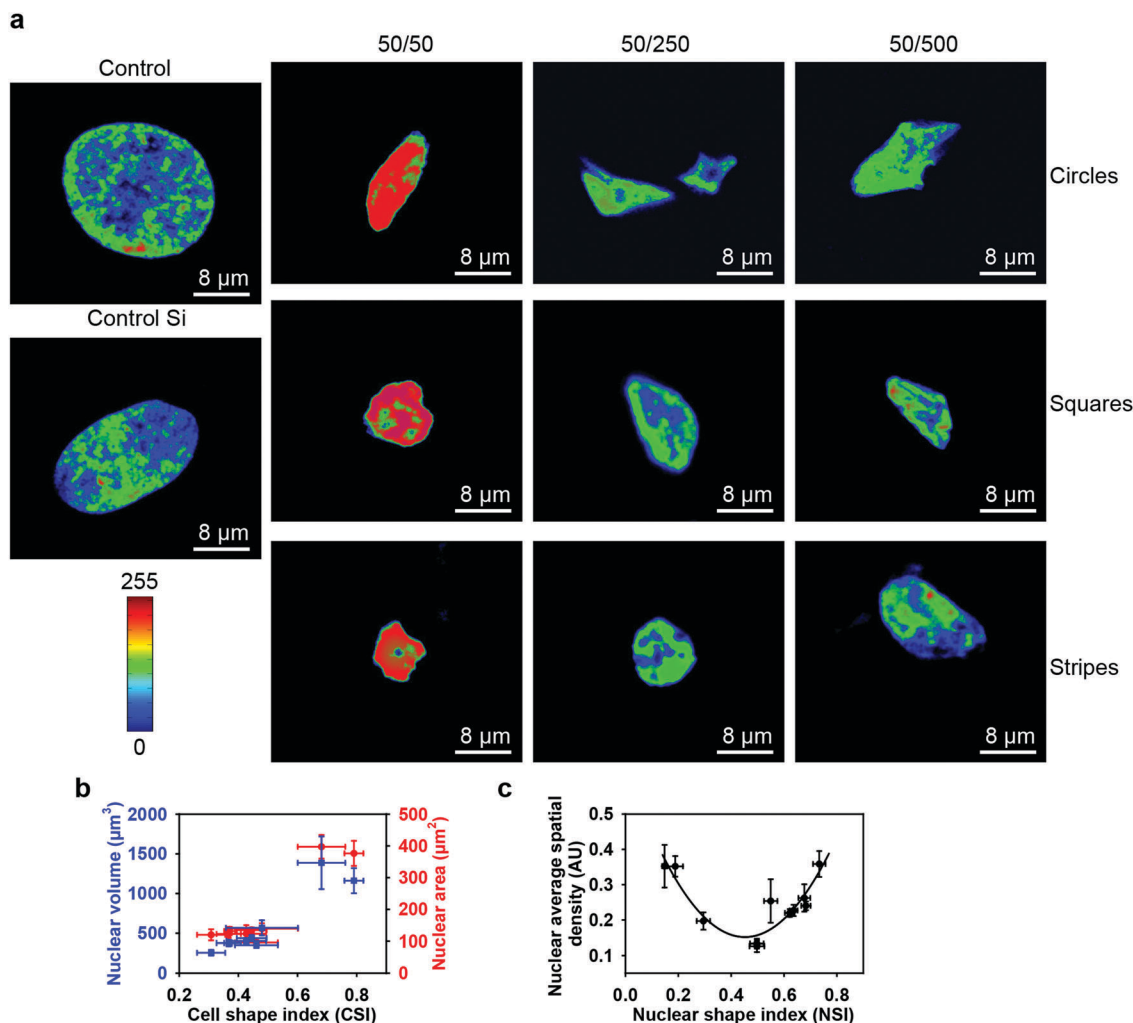 a
50/50 50/250 50/500
Control
8 µm 8 µm 8 µm 8 µm
Circles
Control Si
8 µm 8 µm 8 µm 8 µm
Squares
255
0
8 µm 8 µm 8 µm
Stripes
b
Nuclear volume (µm³)
2000
1500
1000
500
0
500
400
300
200
100
0
Nuclear area (µm²)
0.2 0.4 0.6 0.8
Cell shape index (CSI)
c
Nuclear average spatial
density (AU)
0.5
0.4
0.3
0.2
0.1
0.0 0.2 0.4 0.6 0.8
Nuclear shape index (NSI)